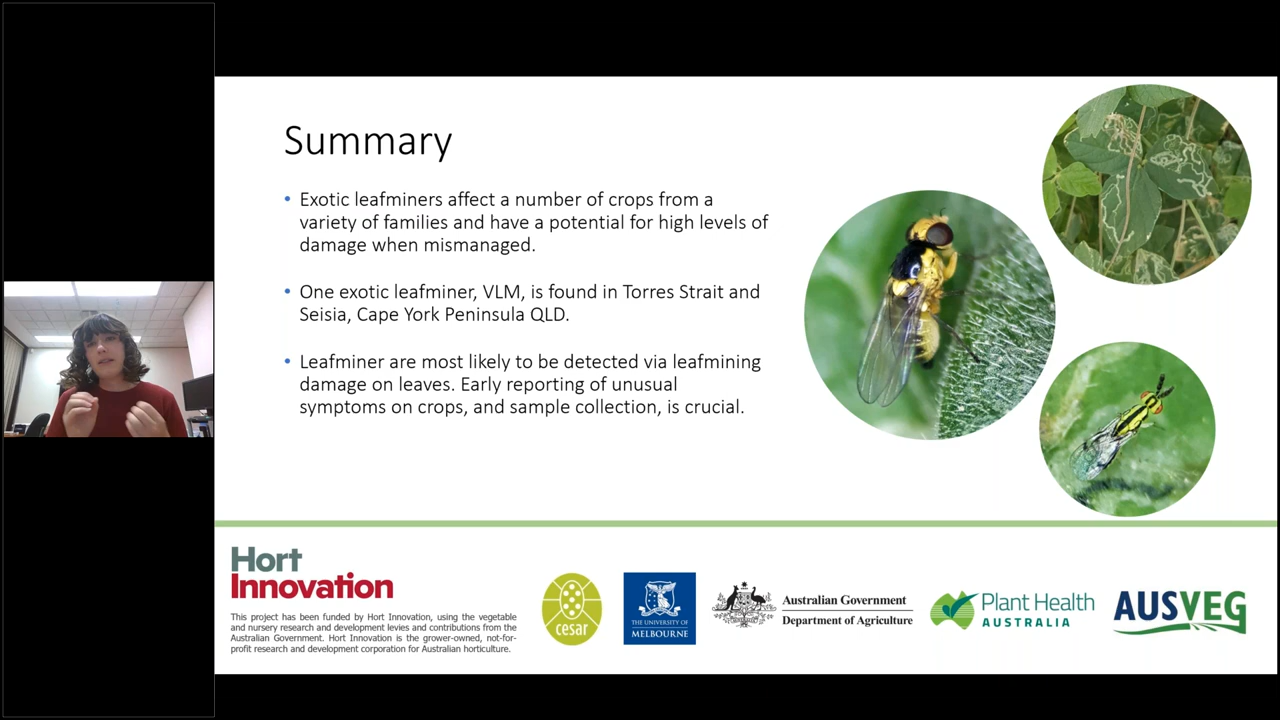 Summary
• Exotic leafminers affect a number of crops from a
variety of families and have a potential for high levels of
damage when mismanaged.
• One exotic leafminer, VLM, is found in Torres Strait and
Seisia, Cape York Peninsula QLD.
• Leafminer are most likely to be detected via leafmining
damage on leaves. Early reporting of unusual
symptoms on crops, and sample collection, is crucial.
Hort
Innovation
This project has been funded by Hort Innovation, using the vegetable
and nursery research and development levies and contributions from the
Australian Government. Hort Innovation is the grower-owned, not-for-
profit research and development corporation for Australian horticulture.
cesar
THE UNIVERSITY OF
MELBOURNE
Australian Government
Department of Agriculture
Plant Health
AUSTRALIA
AUSVEG